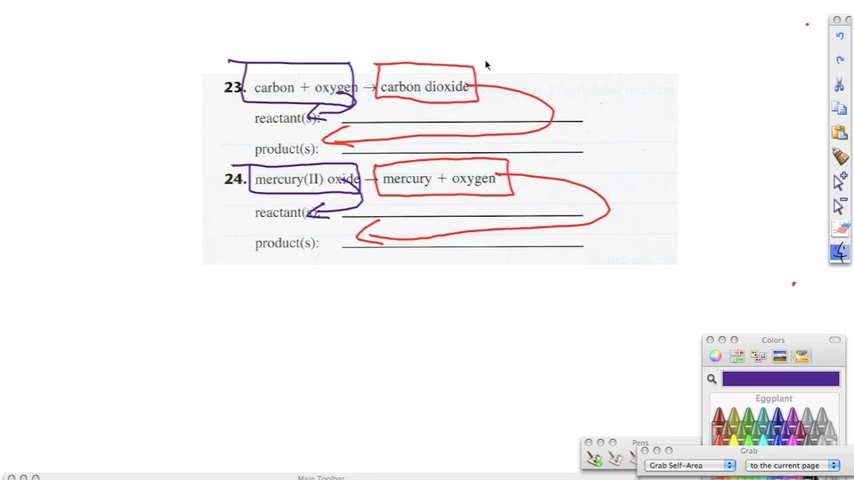 23. carbon + oxygen → carbon dioxide
reactant(s):
product(s):
24. mercury(II) oxide → mercury + oxygen
reactant(s):
product(s):
Colors
Eggplant
Pens
Grab
Grab Self-Area
to the current page
Main Toolbar